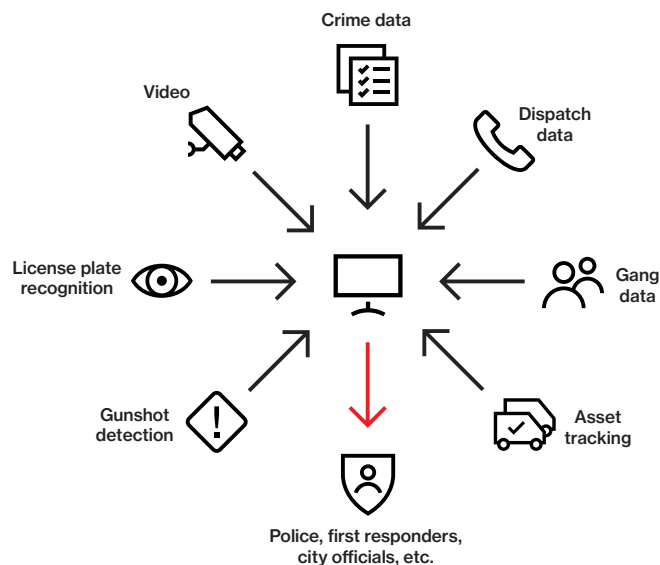 Crime data
Video
Dispatch
data
License plate
recognition
Gang
data
Gunshot
detection
!
Asset
tracking
Police, first responders,
city officials, etc.